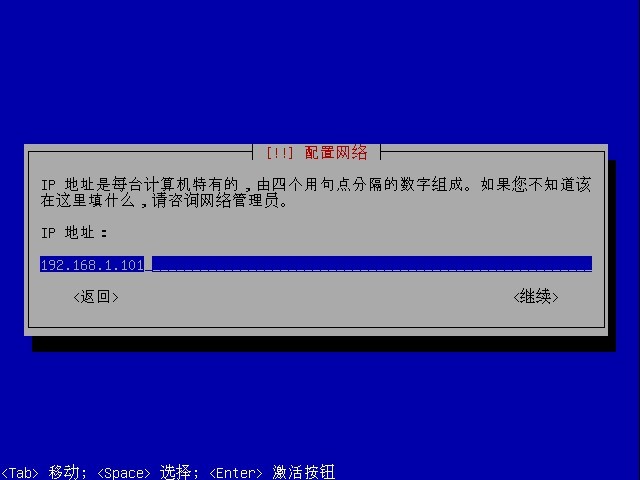 [!!] 配置网络
IP 地址是每台计算机特有的,由四个用句点分隔的数字组成。如果您不知道该
在这里填什么,请咨询网络管理员。
IP 地址：
192.168.1.101
<返回> <继续>
<Tab> 移动; <Space> 选择; <Enter> 激活按钮